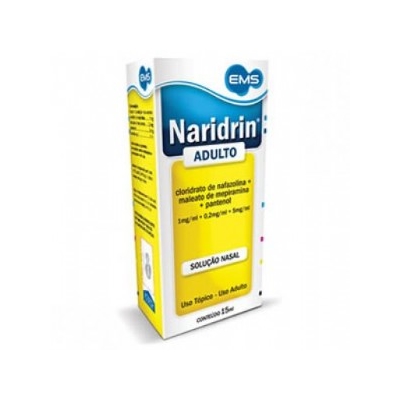 EMS
EMS
Naridrin®
ADULTO
cloridrato de nafazolina +
maleato de mepiramina
+ pantenol
1mg/ml + 0,2mg/ml + 5mg/ml
SOLUÇÃO NASAL
Uso Tópico - Uso Adulto
CONTEÚDO 15ml